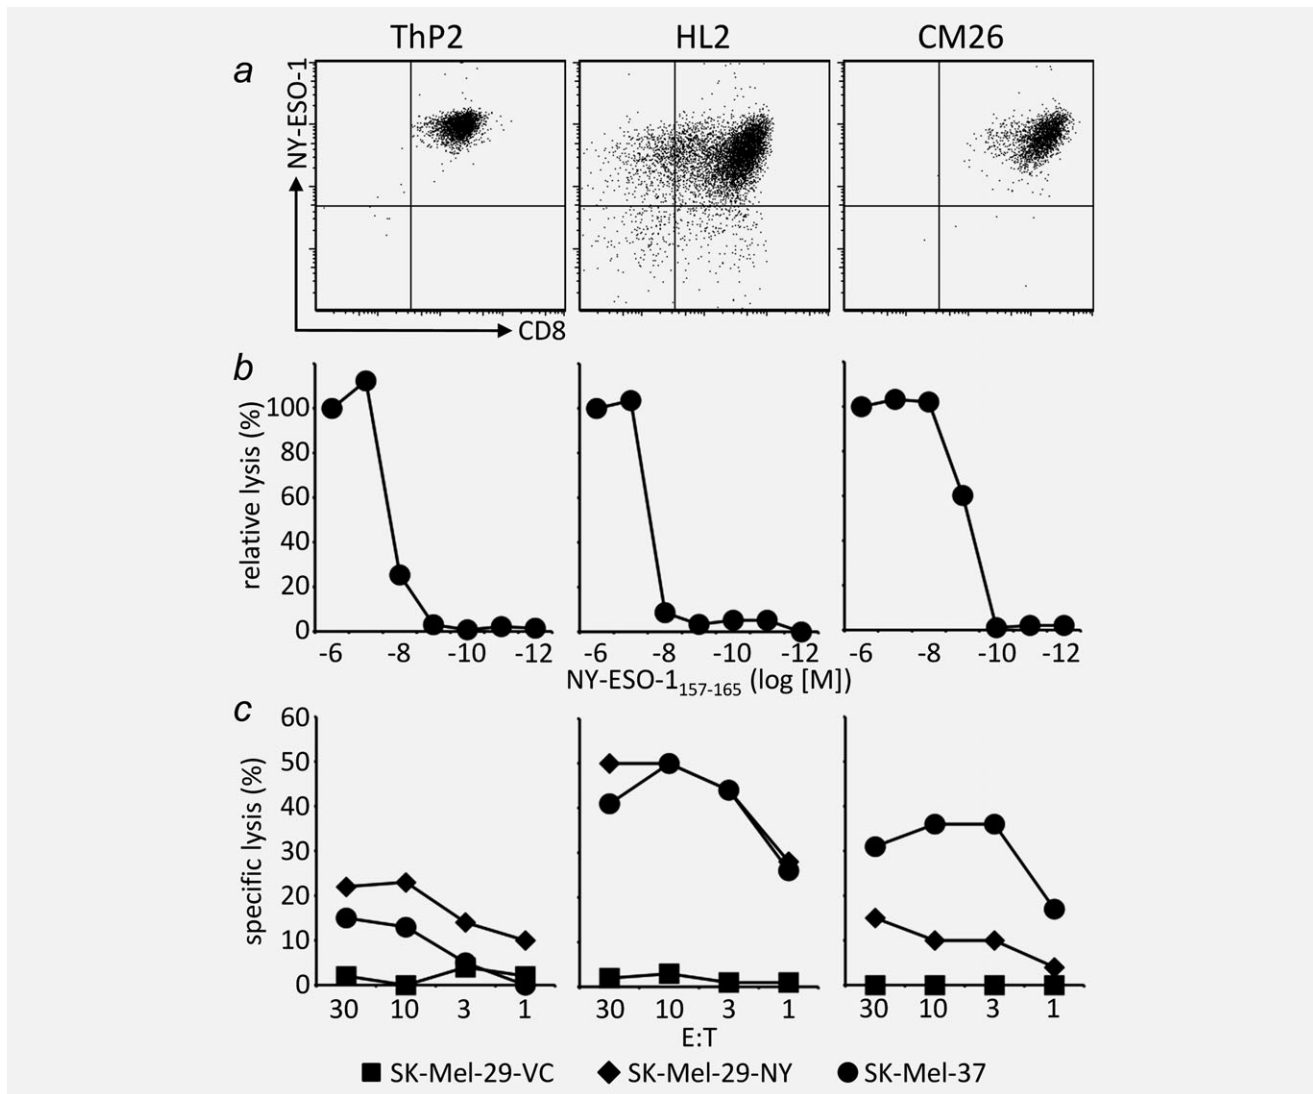 ThP2 HL2 CM26
a
NY-ESO-1
CD8
b
relative lysis (%)
100
80
60
40
20
0
-6 -8 -10 -12 -6 -8 -10 -12 -6 -8 -10 -12
NY-ESO-1157-165 (log [M])
c
specific lysis (%)
60
50
40
30
20
10
0
30 10 3 1 30 10 3 1 30 10 3 1
E:T
SK-Mel-29-VC SK-Mel-29-NY SK-Mel-37